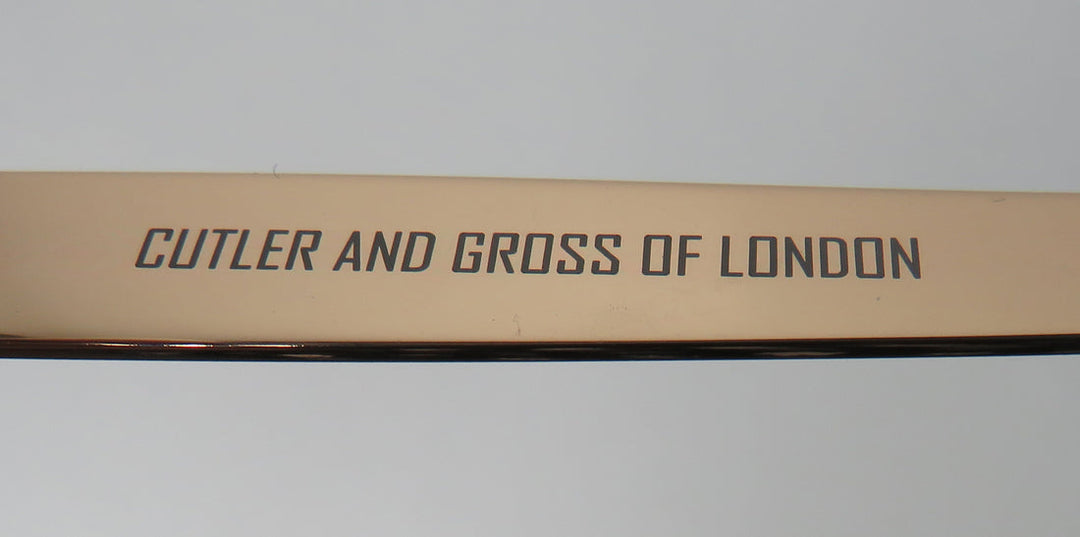 CUTLER AND GROSS OF LONDON